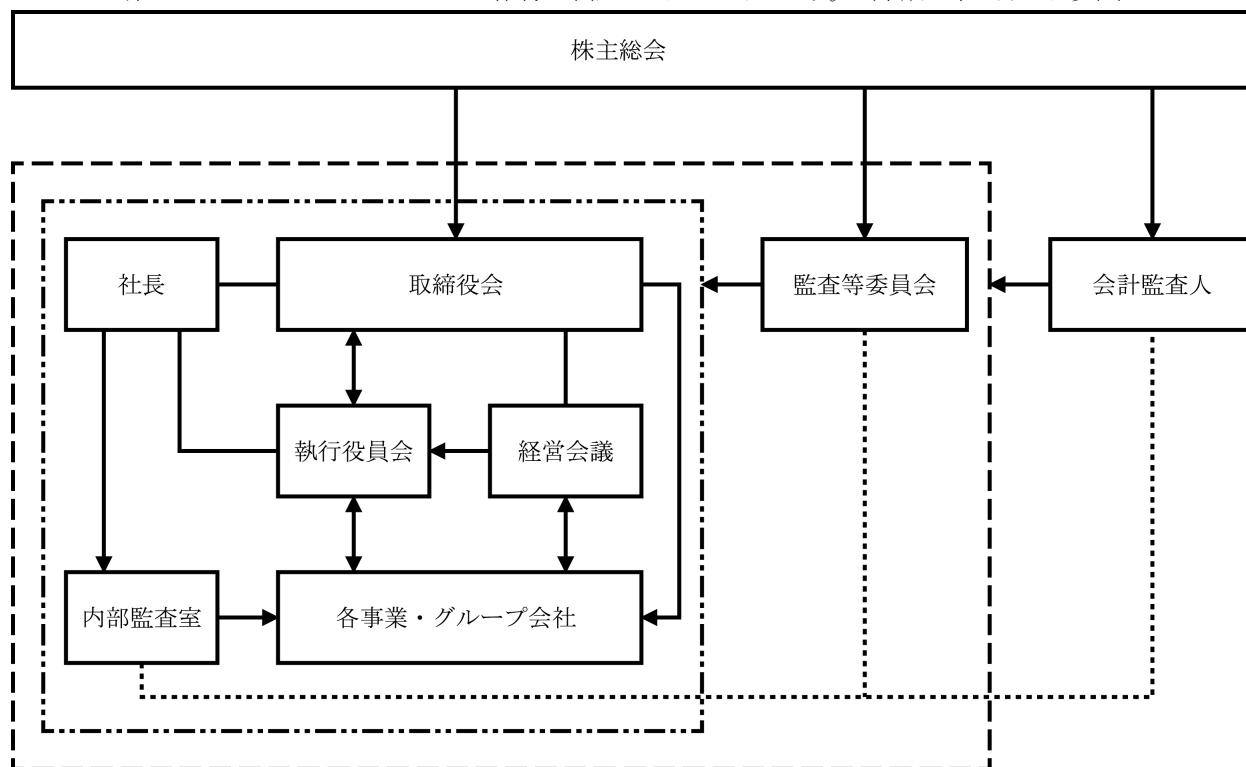 株主総会
社長
取締役会
監査等委員会
会計監査人
執行役員会
経営会議
内部監査室
各事業・グループ会社